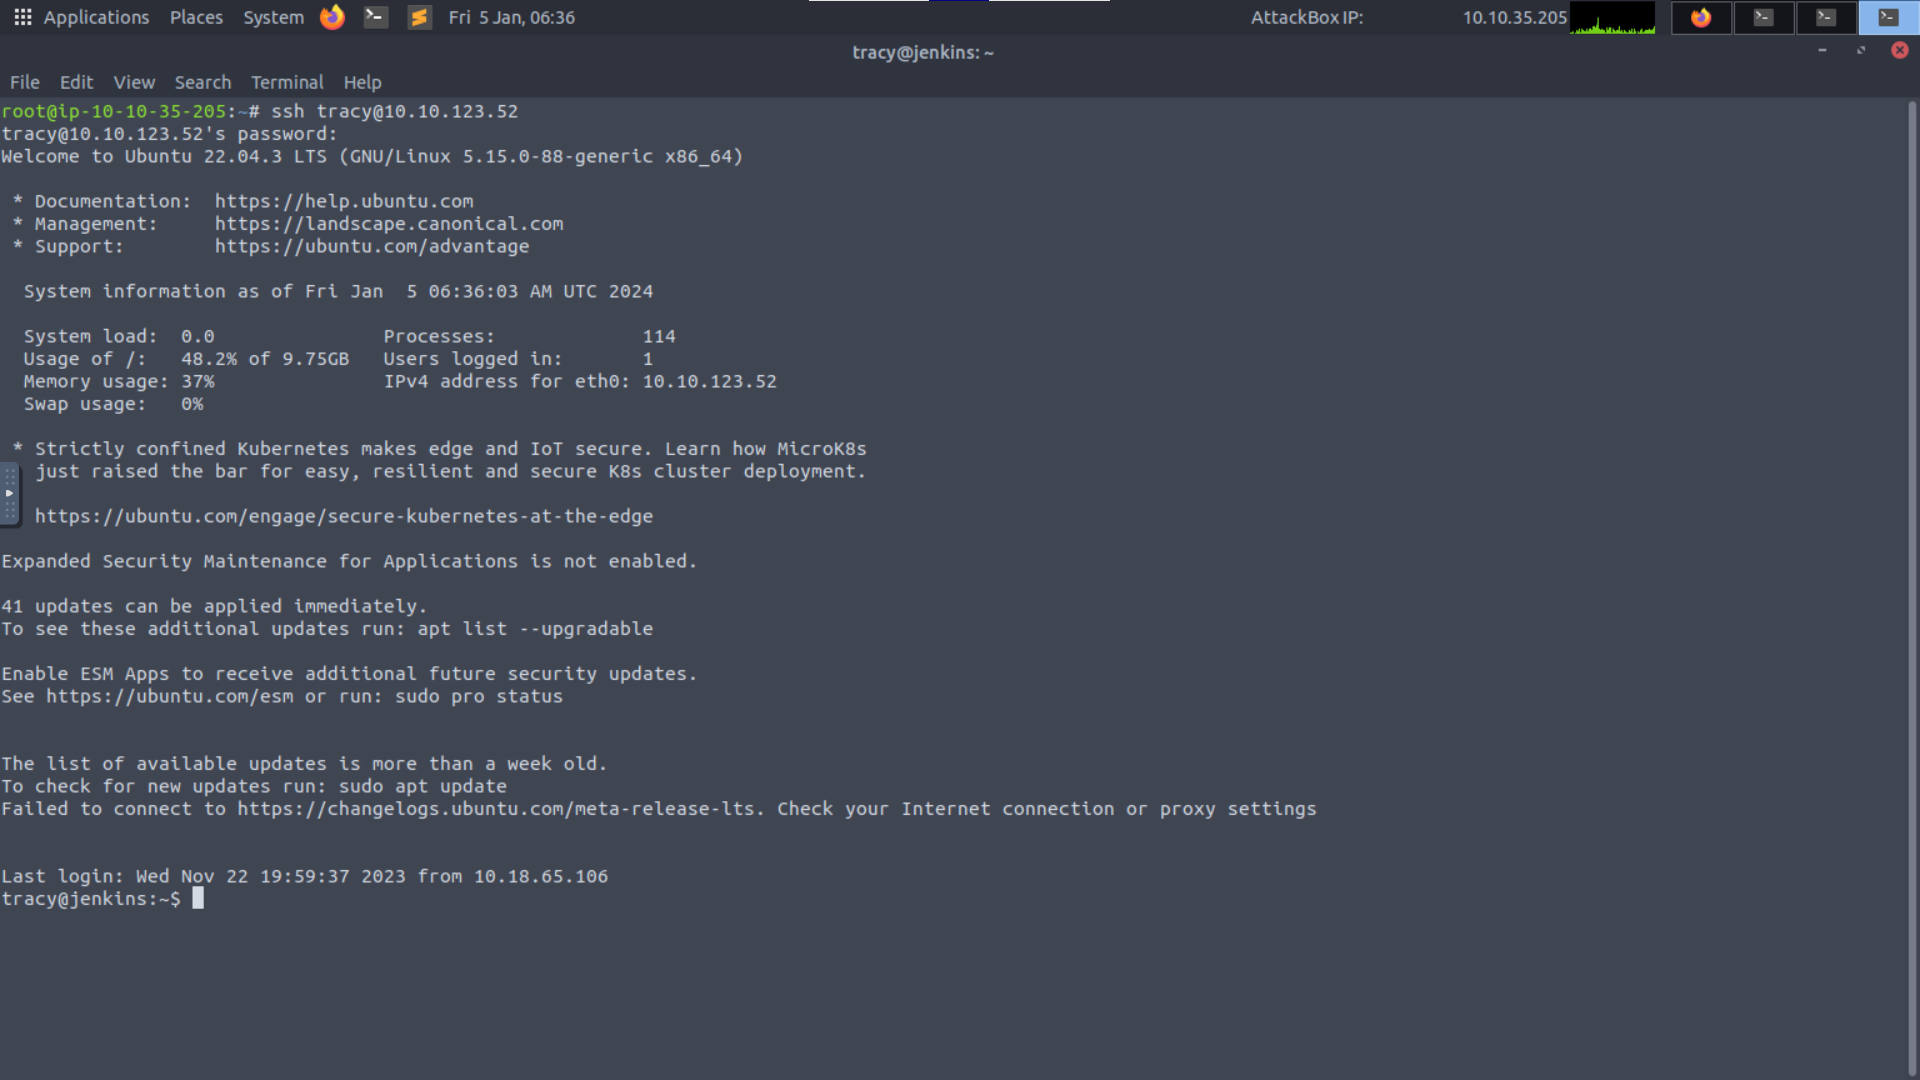 Applications Places System Fri 5 Jan, 06:36 AttackBox IP: 10.10.35.205
tracy@jenkins: ~
File Edit View Search Terminal Help
root@ip-10-10-35-205:~# ssh tracy@10.10.123.52
tracy@10.10.123.52's password:
Welcome to Ubuntu 22.04.3 LTS (GNU/Linux 5.15.0-88-generic x86_64)
* Documentation: https://help.ubuntu.com
* Management: https://landscape.canonical.com
* Support: https://ubuntu.com/advantage
System information as of Fri Jan 5 06:36:03 AM UTC 2024
System load: 0.0 Processes: 114
Usage of /: 48.2% of 9.75GB Users logged in: 1
Memory usage: 37% IPv4 address for eth0: 10.10.123.52
Swap usage: 0%
* Strictly confined Kubernetes makes edge and IoT secure. Learn how MicroK8s
just raised the bar for easy, resilient and secure K8s cluster deployment.
https://ubuntu.com/engage/secure-kubernetes-at-the-edge
Expanded Security Maintenance for Applications is not enabled.
41 updates can be applied immediately.
To see these additional updates run: apt list --upgradable
Enable ESM Apps to receive additional future security updates.
See https://ubuntu.com/esm or run: sudo pro status
The list of available updates is more than a week old.
To check for new updates run: sudo apt update
Failed to connect to https://changelogs.ubuntu.com/meta-release-lts. Check your Internet connection or proxy settings
Last login: Wed Nov 22 19:59:37 2023 from 10.18.65.106
tracy@jenkins:~$